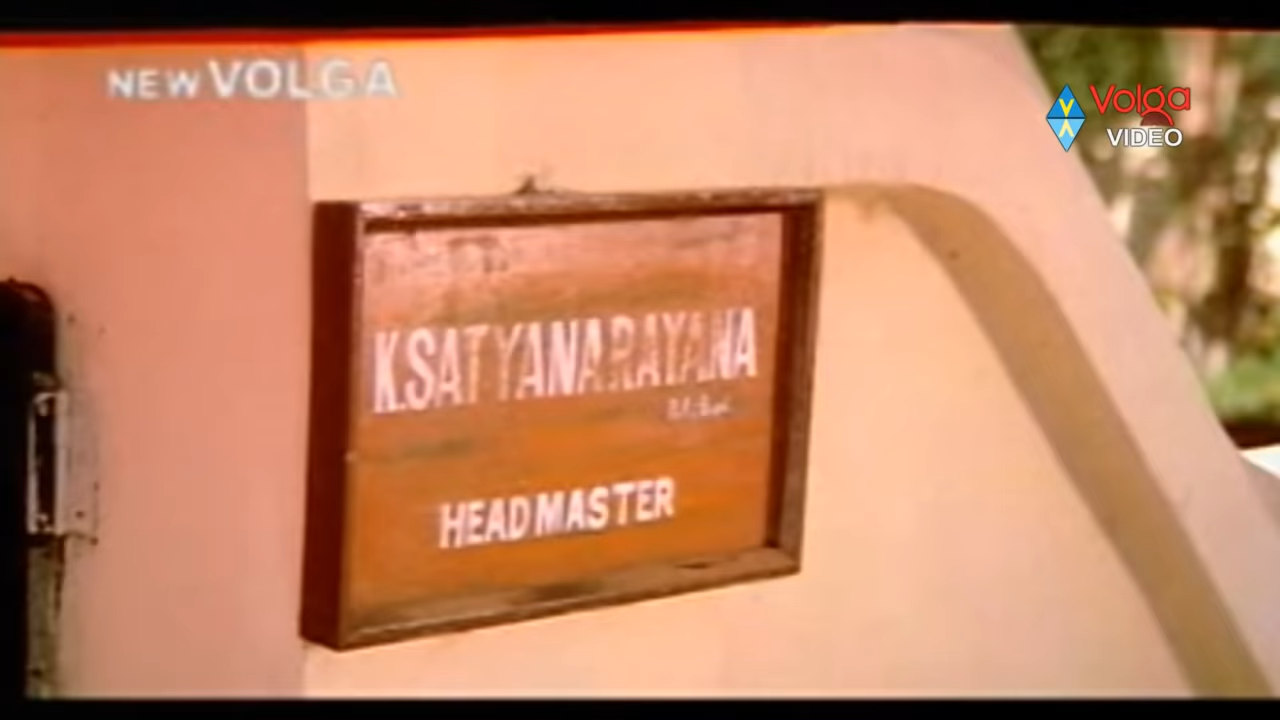 NEW VOLGA
Volga
VIDEO
K.SATYANARAYANA
HEADMASTER